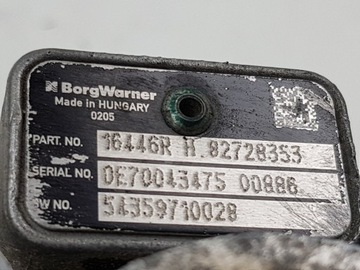 BorgWarner
Made in HUNGARY
0205
PART. NO. 16446R H.82728353
SERIAL NO. 0E70043475 00886
BW NO. 54359710028